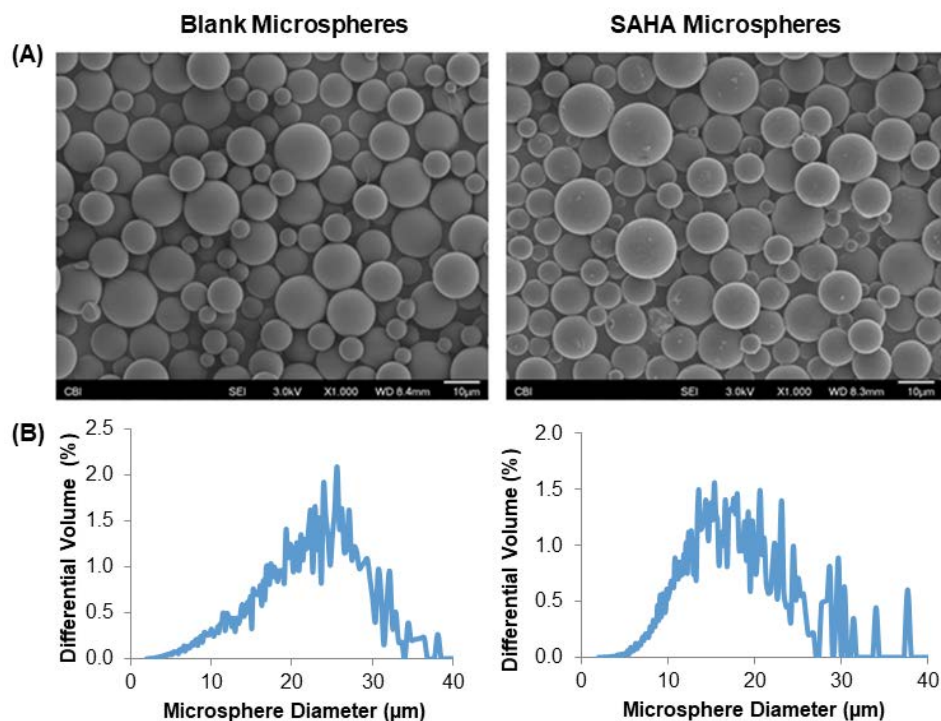 Blank Microspheres
SAHA Microspheres
(A)
CBI SEI 3.0kV X1.000 WD 8.4mm 10µm
CBI SEI 3.0kV X1.000 WD 8.3mm 10µm
(B)
Differential Volume (%)
2.5
2.0
1.5
1.0
0.5
0.0
0 10 20 30 40
Microsphere Diameter (µm)
Differential Volume (%)
2.0
1.5
1.0
0.5
0.0
0 10 20 30 40
Microsphere Diameter (µm)